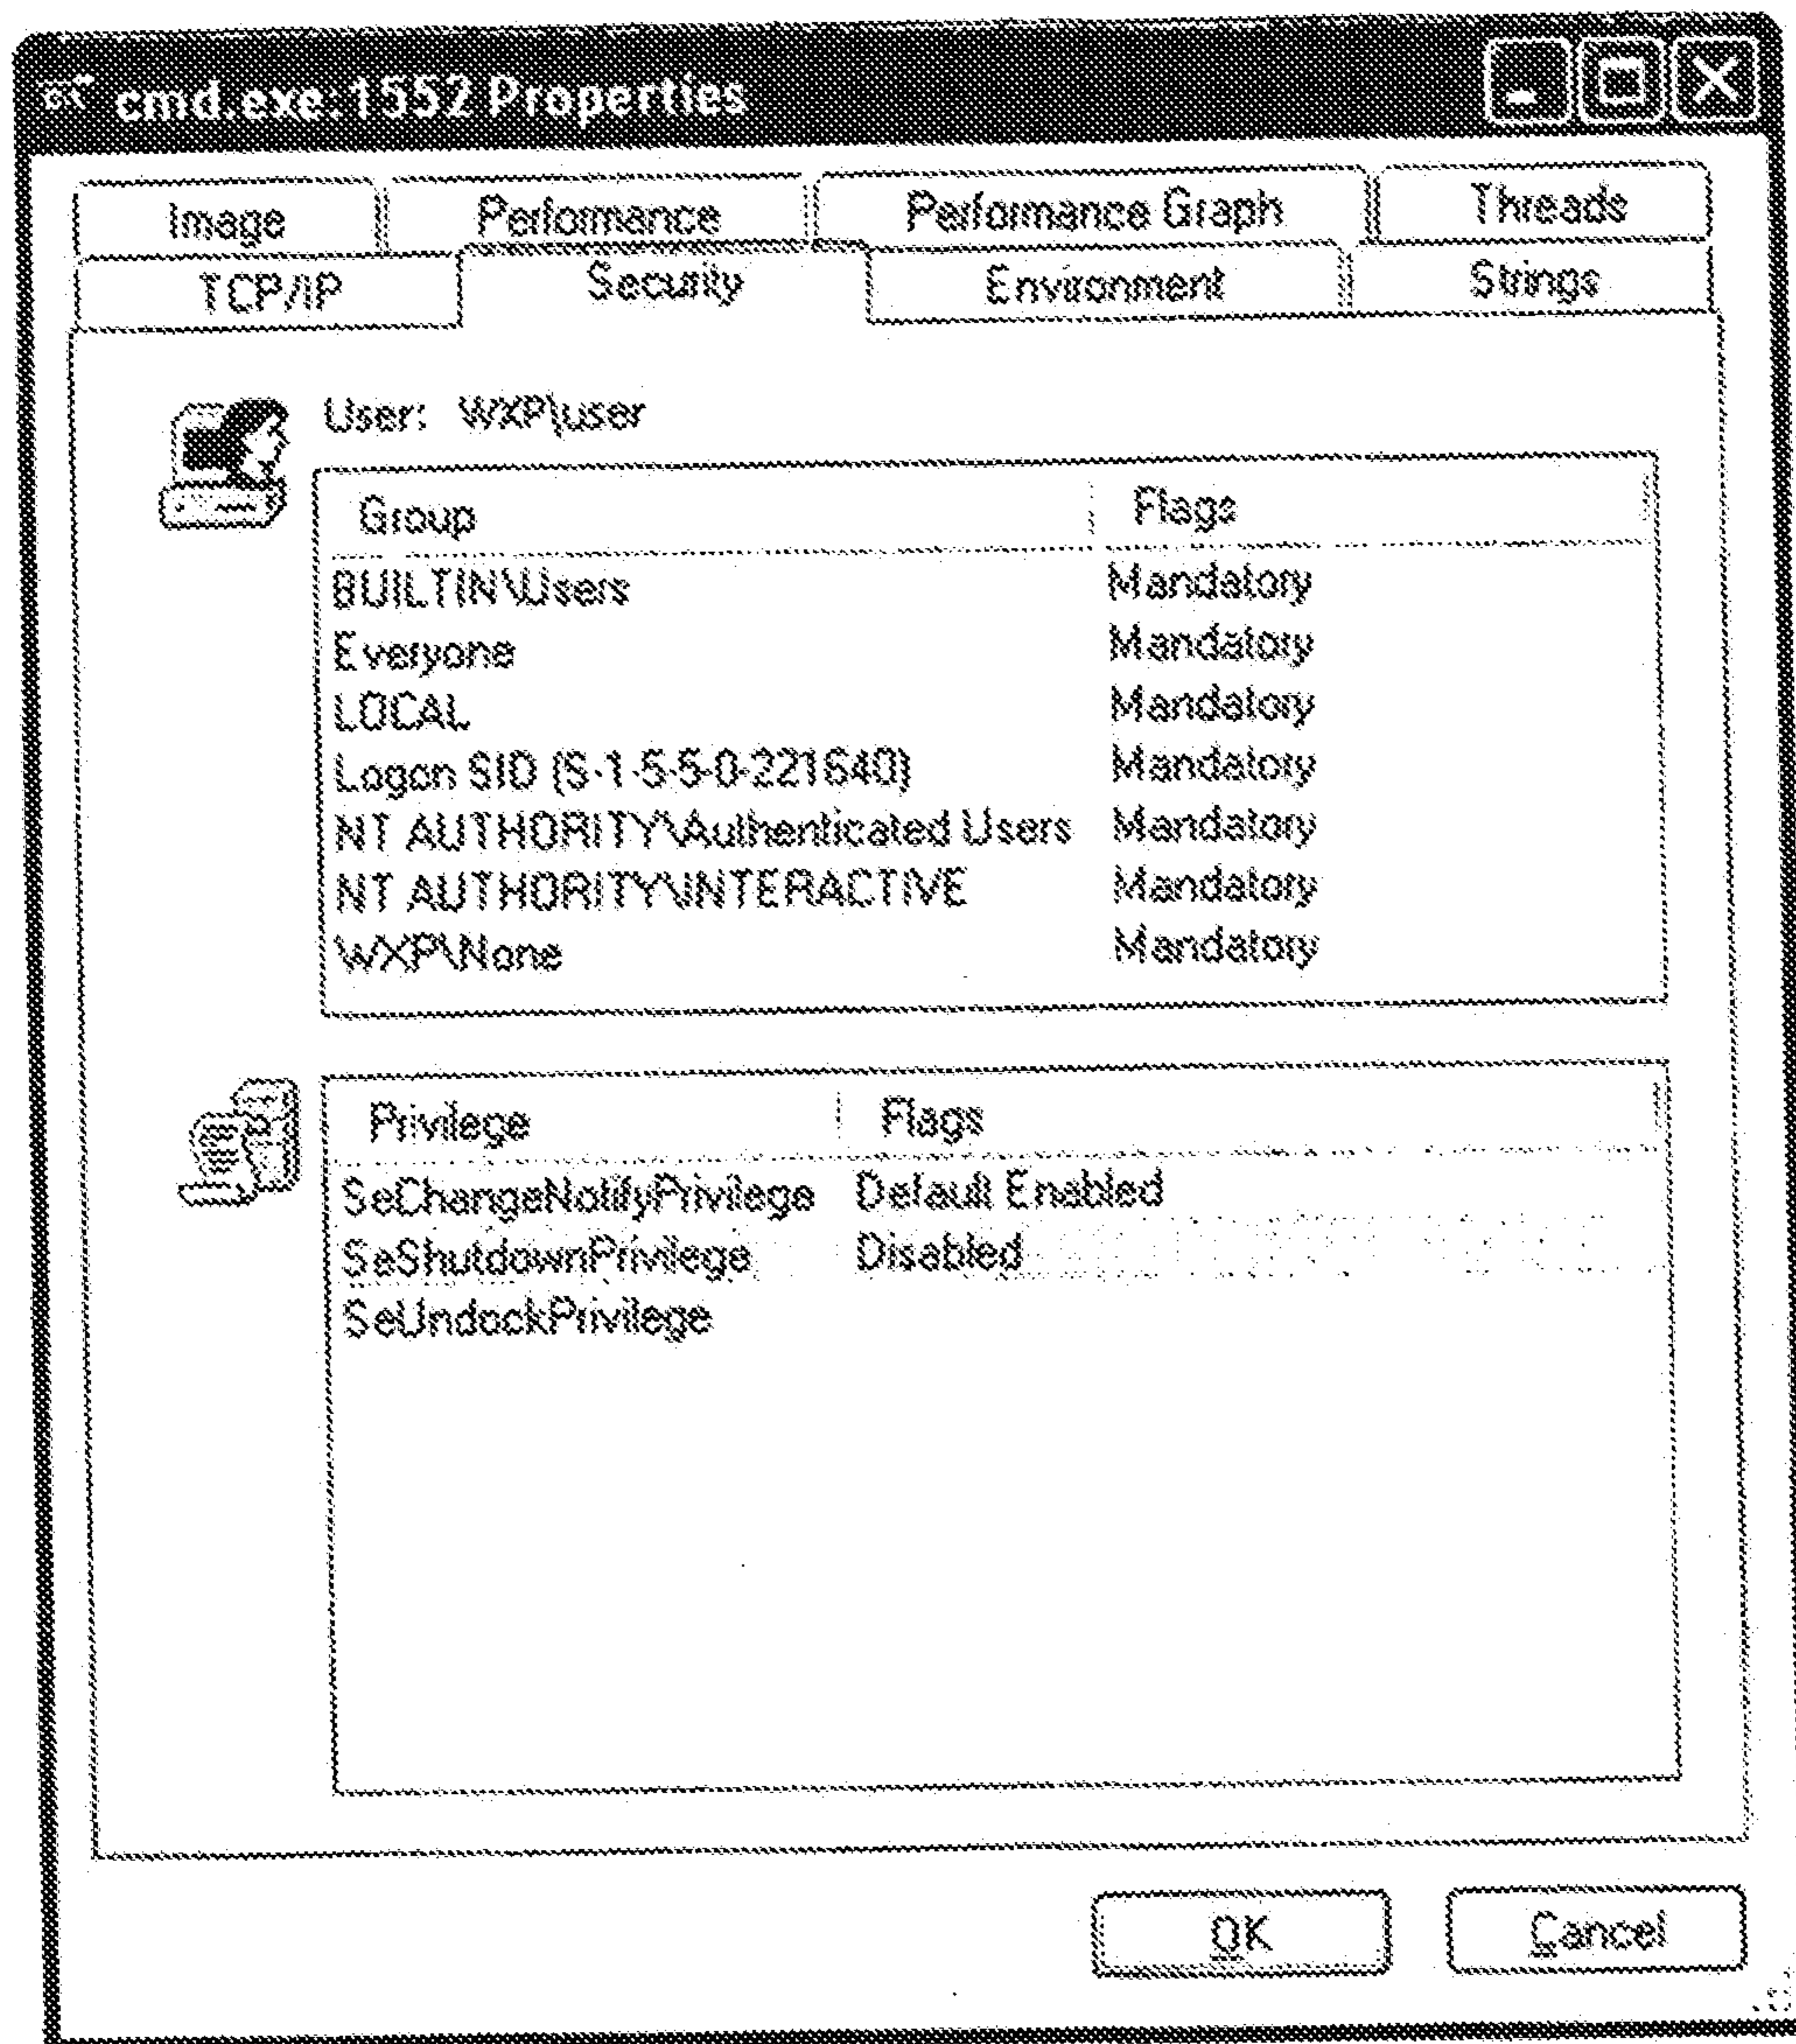 cmd.exe:1552 Properties
Image Performance Performance Graph Threads
TCP/IP Security Environment Strings
User: WXP\user
Group Flags
BUILTIN\Users Mandatory
Everyone Mandatory
LOCAL Mandatory
Logon SID (S-1-5-5-0-221640) Mandatory
NT AUTHORITY\Authenticated Users Mandatory
NT AUTHORITY\INTERACTIVE Mandatory
WXP\None Mandatory
Privilege Flags
SeChangeNotifyPrivilege Default Enabled
SeShutdownPrivilege Disabled
SeUndockPrivilege
OK Cancel